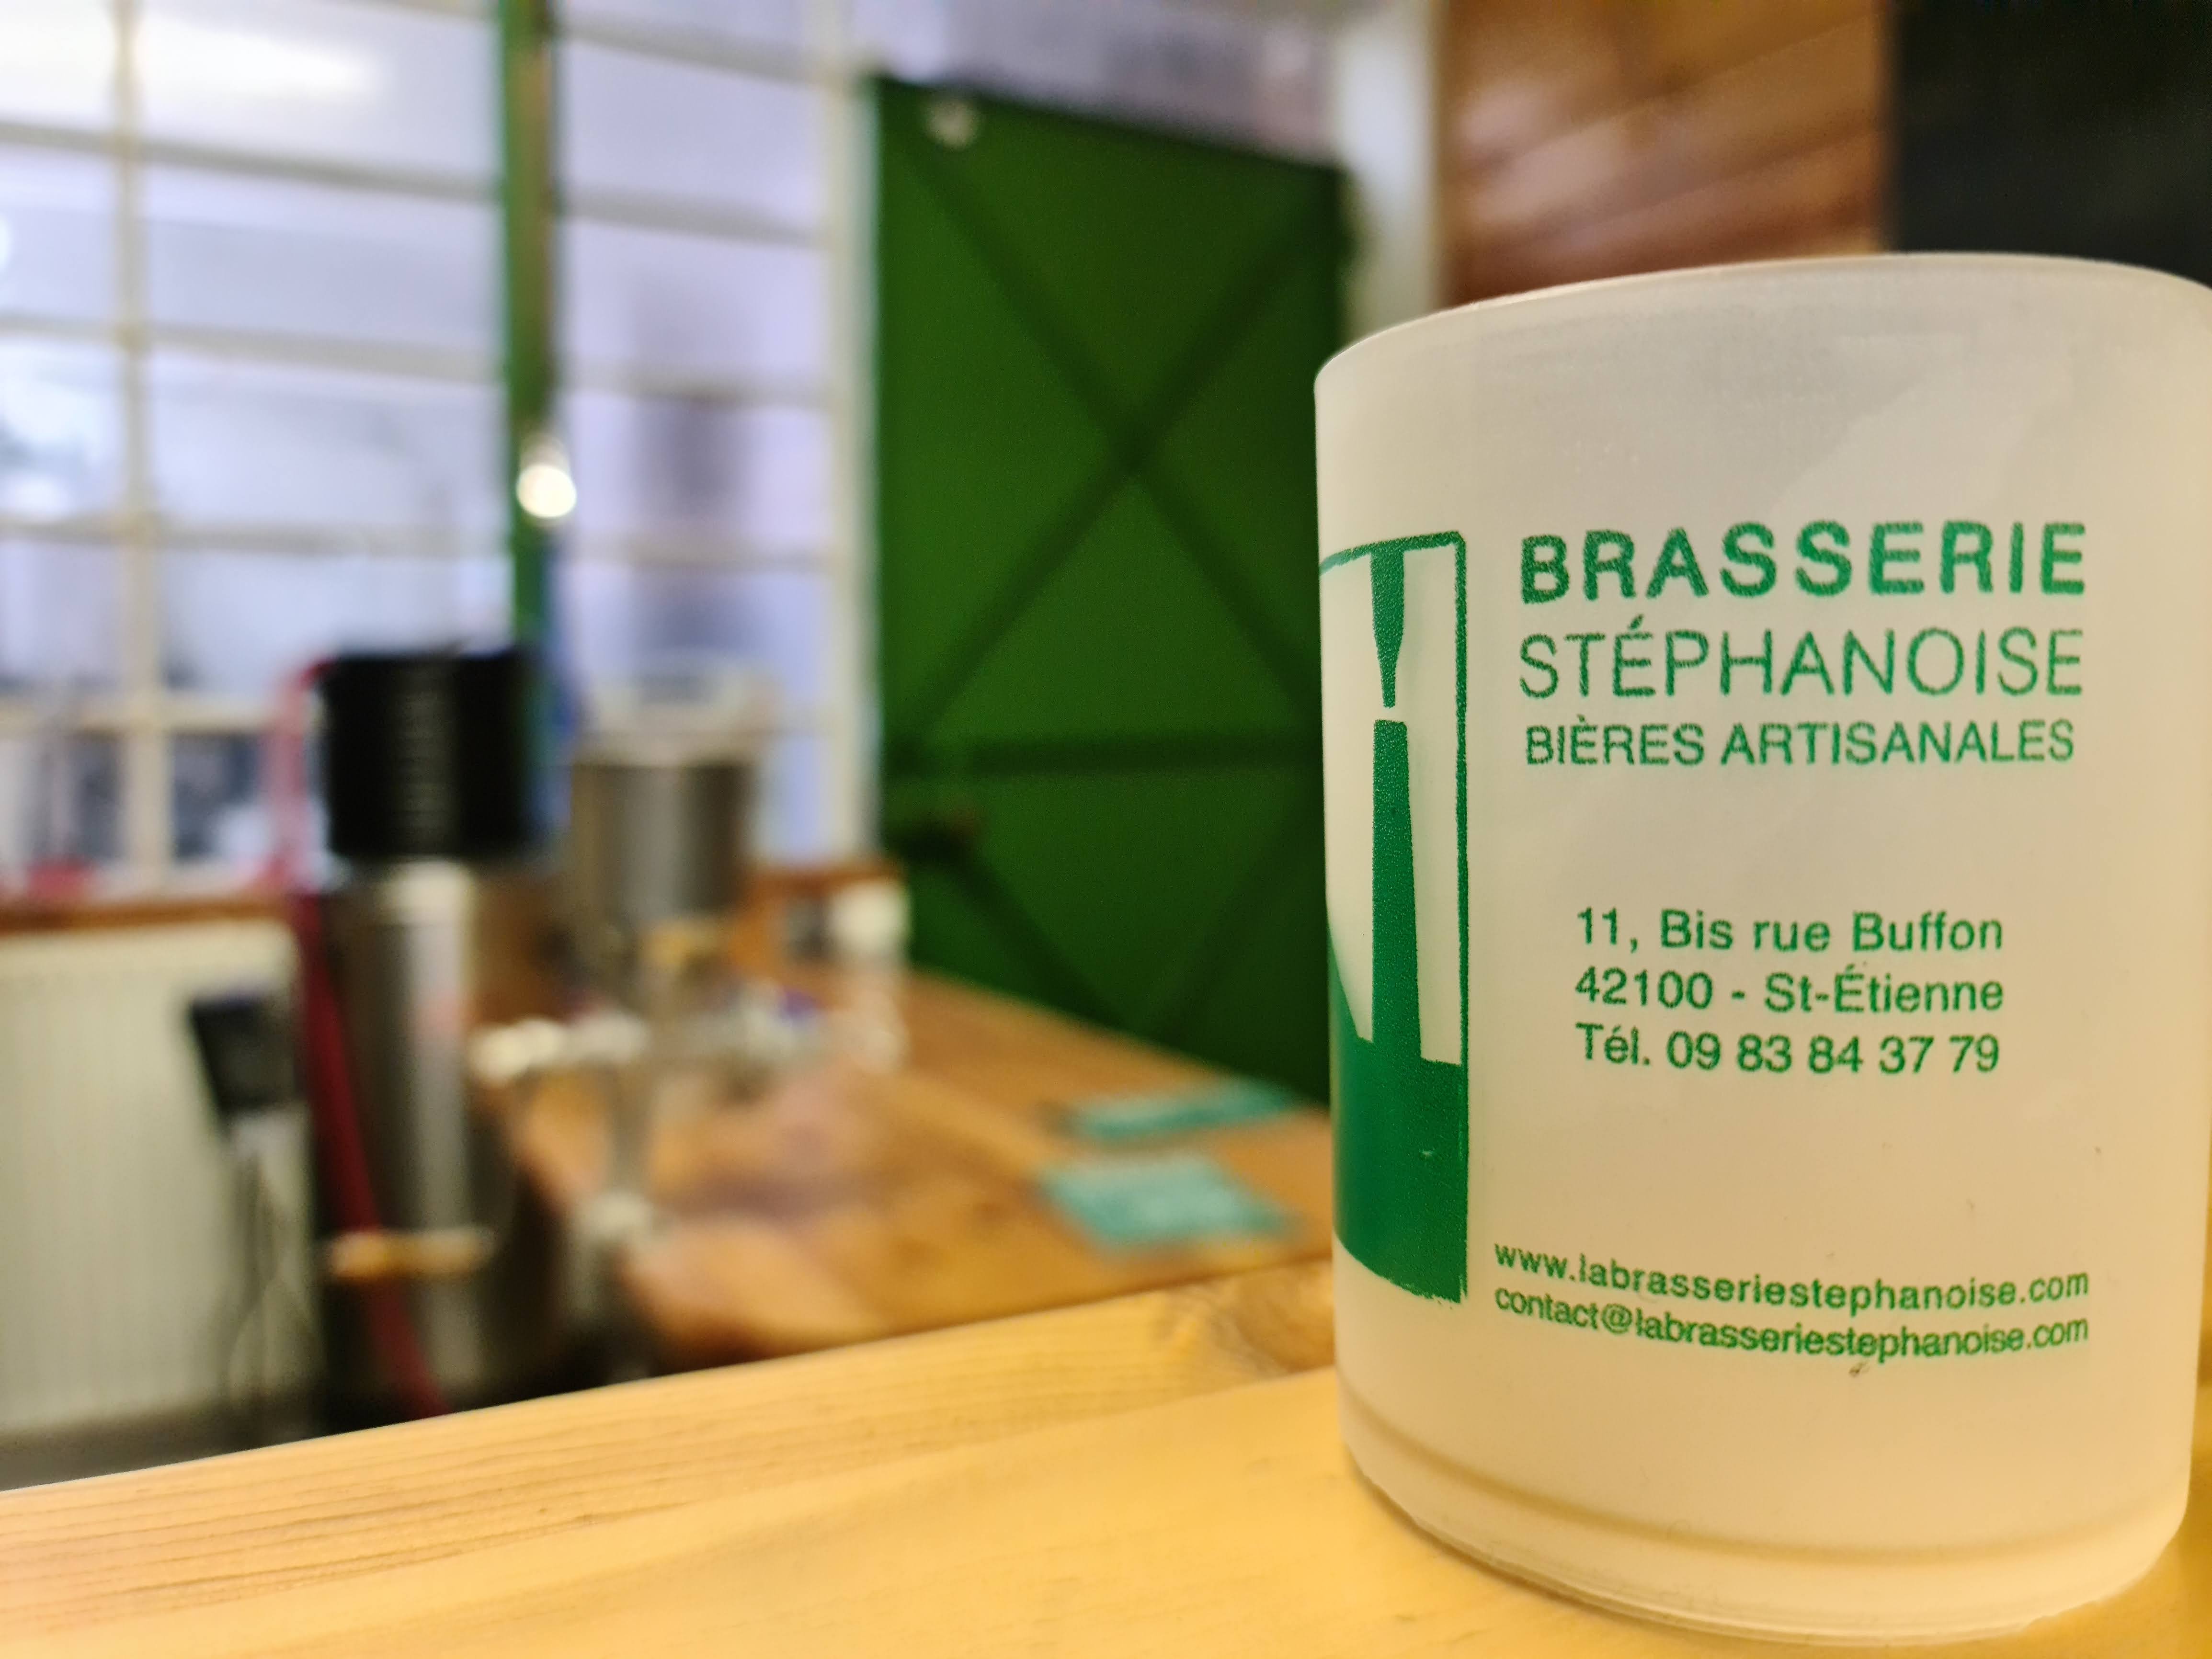 BRASSERIE
STÉPHANOISE
BIÈRES ARTISANALES
11, Bis rue Buffon
42100 - St-Étienne
Tél. 09 83 84 37 79
www.labrasseriestephanoise.com
contact@labrasseriestephanoise.com